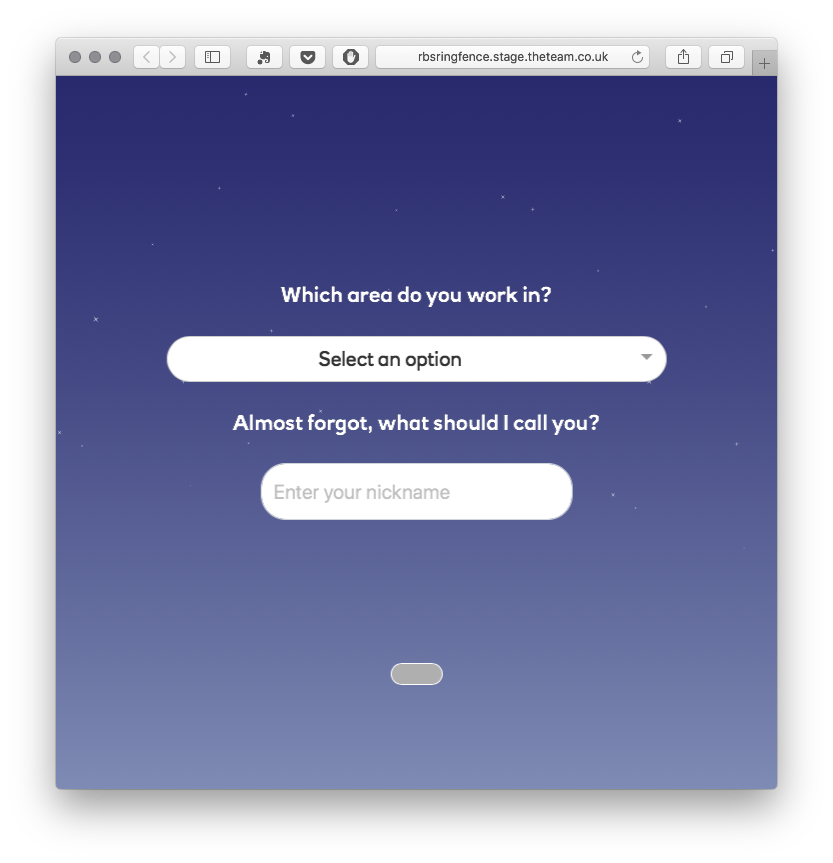 rbsringfence.stage.theteam.co.uk
Which area do you work in?
Select an option
Almost forgot, what should I call you?
Enter your nickname